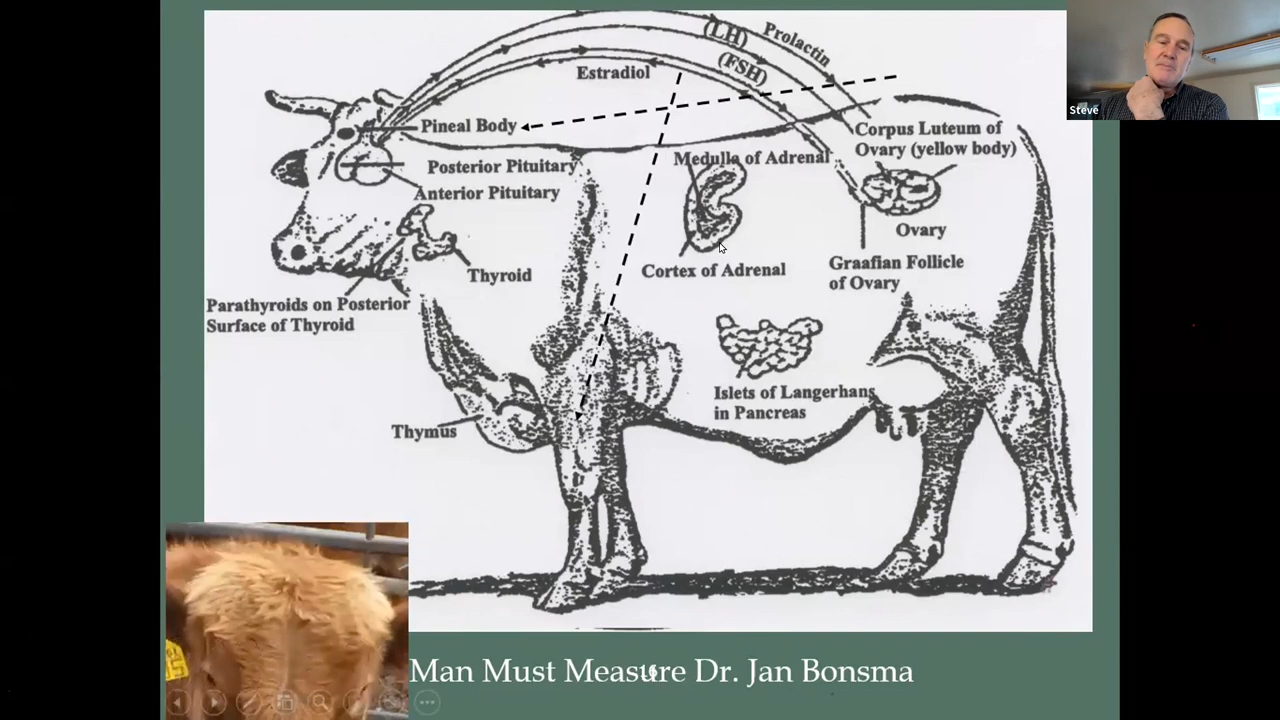 Prolactin
(LH)
(FSH)
Estradiol
Steve
Pineal Body
Corpus Luteum of
Ovary (yellow body)
Posterior Pituitary
Medulla of Adrenal
Anterior Pituitary
Ovary
Thyroid
Cortex of Adrenal
Graafian Follicle
of Ovary
Parathyroids on Posterior
Surface of Thyroid
Islets of Langerhans
in Pancreas
Thymus
Man Must Measure Dr. Jan Bonsma